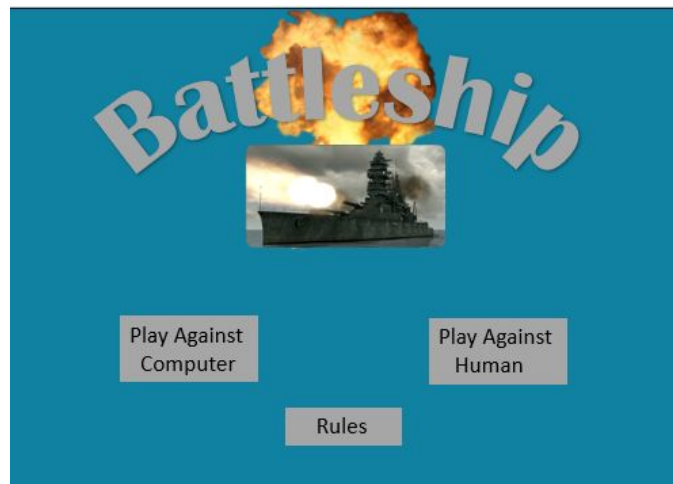 Battleship
Play Against
Computer
Play Against
Human
Rules